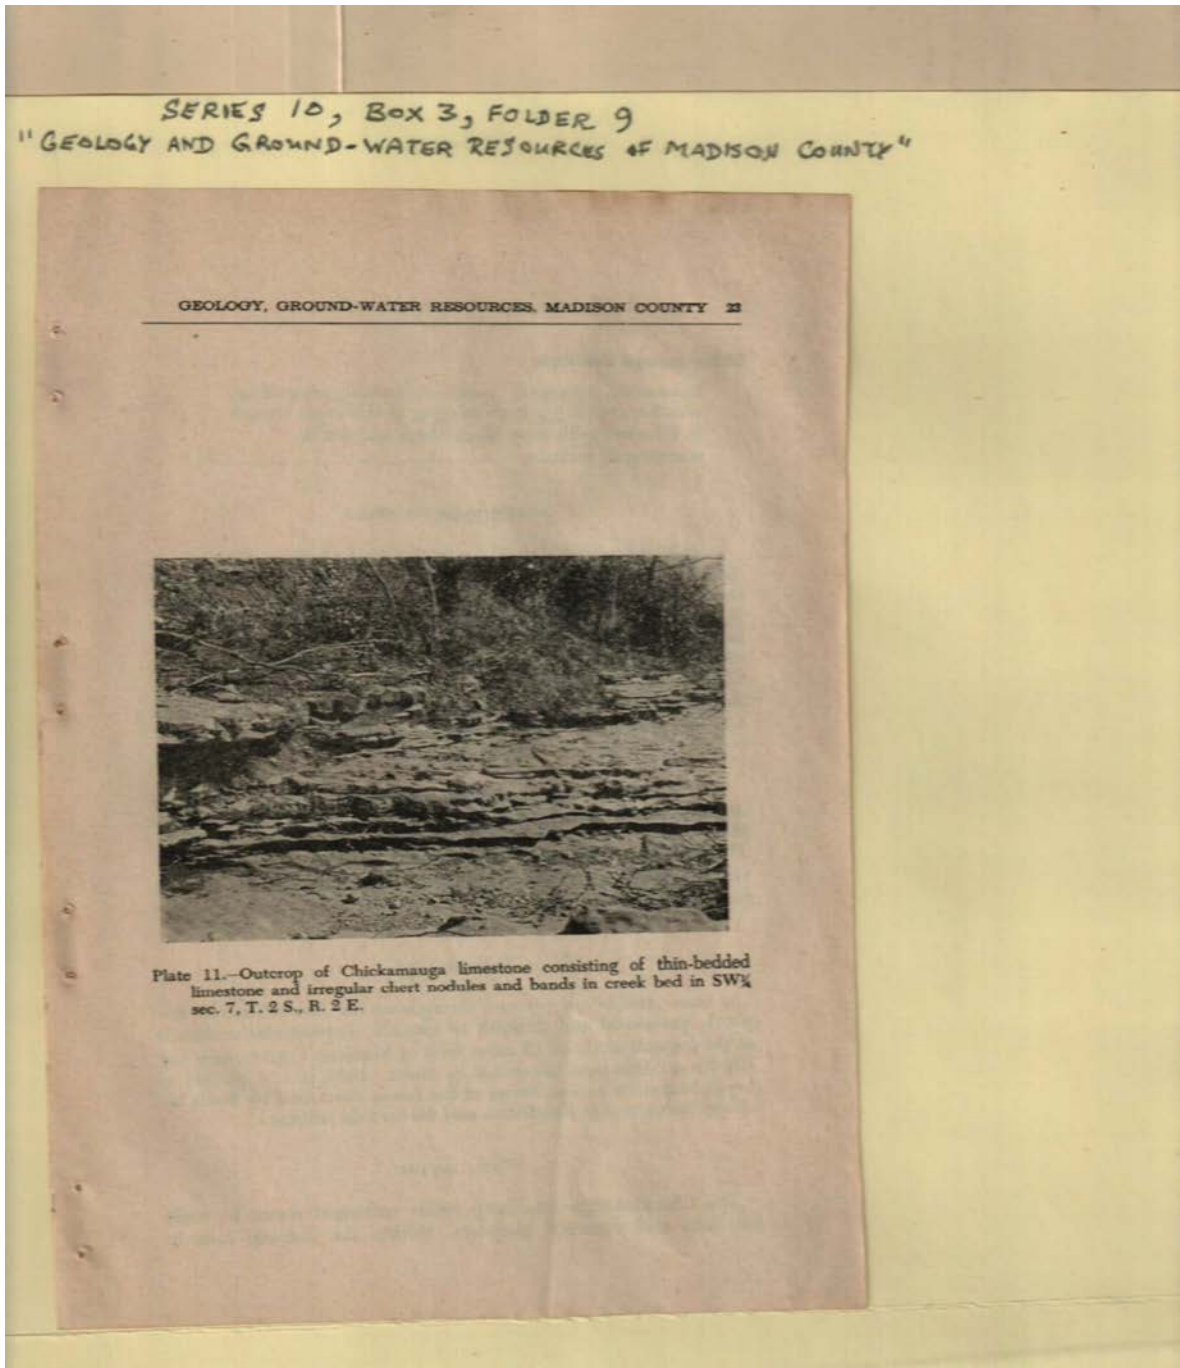 SERIES 10, BOX 3, FOLDER 9
"GEOLOGY AND GROUND-WATER RESOURCES OF MADISON COUNTY"
GEOLOGY, GROUND-WATER RESOURCES, MADISON COUNTY 23
Plate 11.—Outcrop of Chickamauga limestone consisting of thin-bedded
limestone and irregular chert nodules and bands in creek bed in SW¼
sec. 7, T. 2 S., R. 2 E.